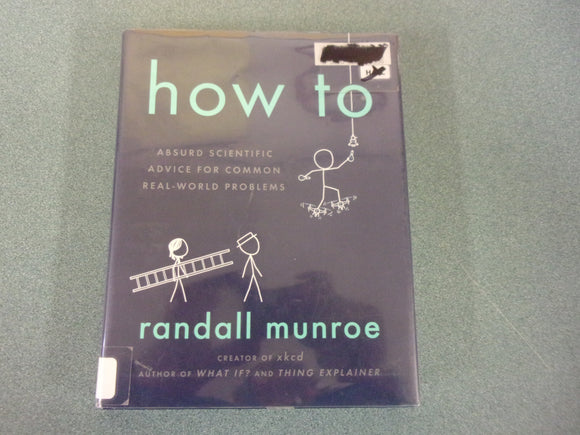 how to
ABSURD SCIENTIFIC
ADVICE FOR COMMON
REAL-WORLD PROBLEMS
randall munroe
CREATOR OF xkcd
AUTHOR OF WHAT IF? AND THING EXPLAINER